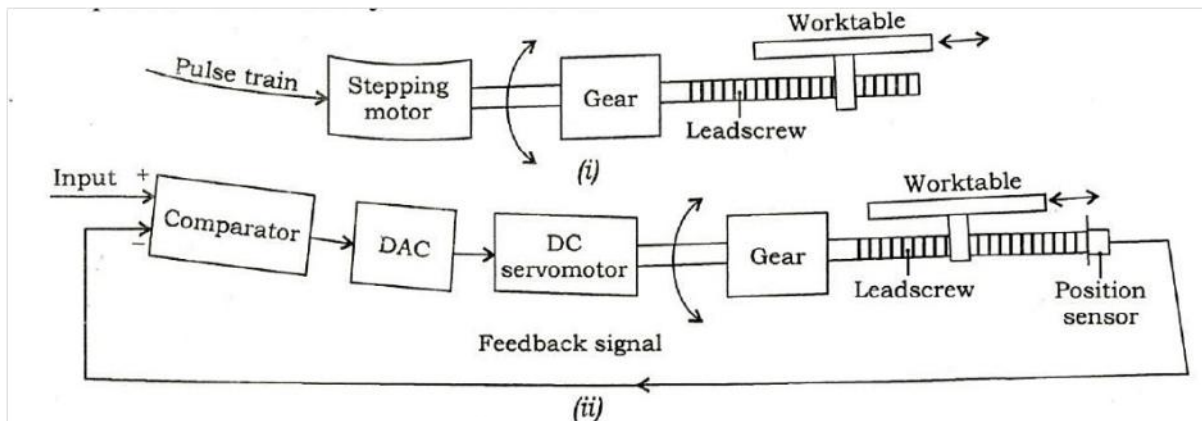 Worktable
Pulse train
Stepping
motor
Gear
Leadscrew
(i)
Input +
Worktable
Comparator
DAC
DC
servomotor
Gear
−
Leadscrew
Position
sensor
Feedback signal
(ii)